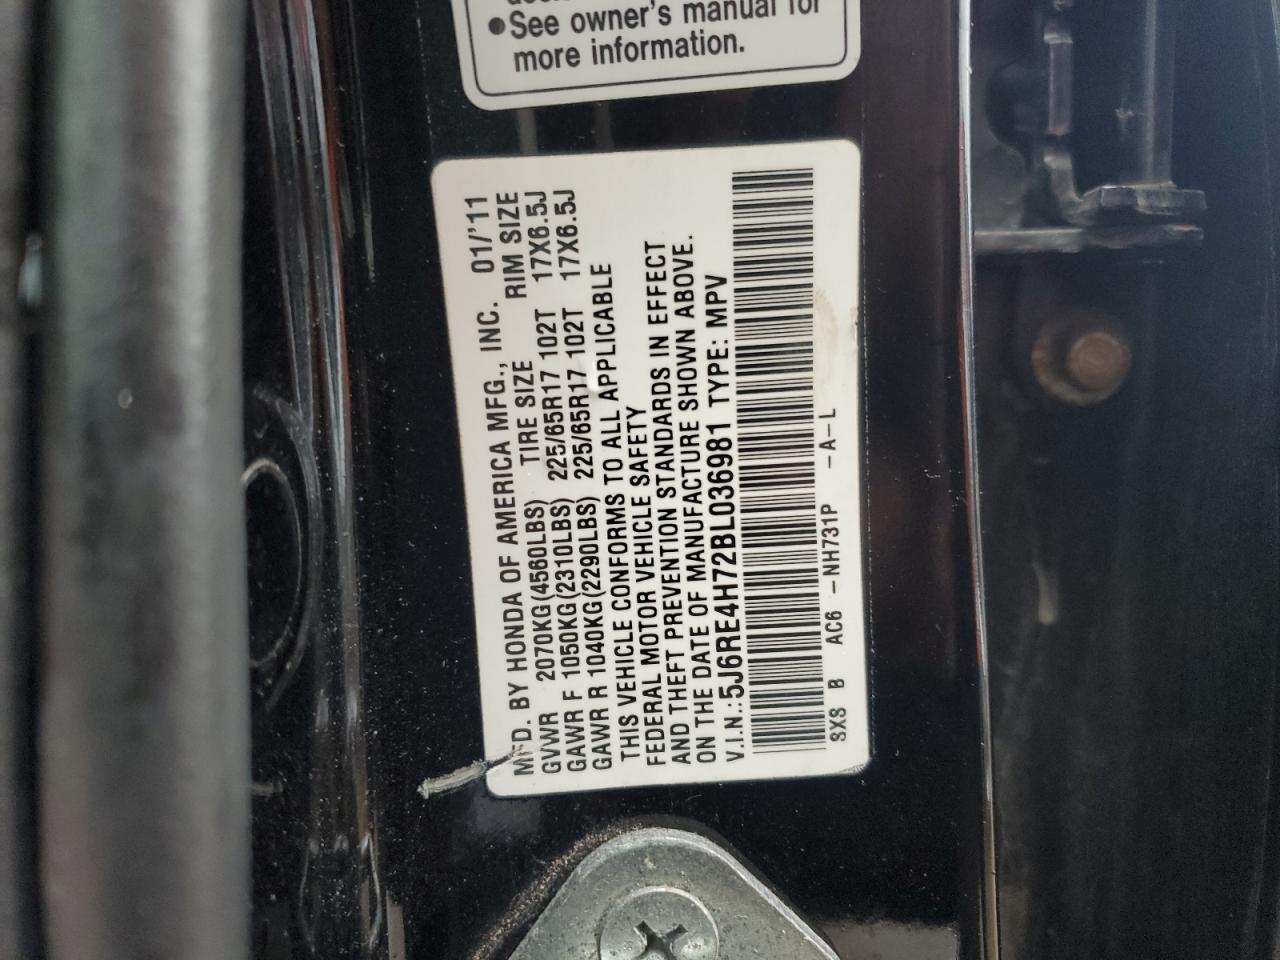 See owner's manual for
more information.
MFD. BY HONDA OF AMERICA MFG., INC. 01/'11
GVWR 2070KG(4560LBS) TIRE SIZE RIM SIZE
GAWR F 1050KG(2310LBS) 225/65R17 102T 17X6.5J
GAWR R 1040KG(2290LBS) 225/65R17 102T 17X6.5J
THIS VEHICLE CONFORMS TO ALL APPLICABLE
FEDERAL MOTOR VEHICLE SAFETY
AND THEFT PREVENTION STANDARDS IN EFFECT
ON THE DATE OF MANUFACTURE SHOWN ABOVE.
V.I.N.:5J6RE4H72BL036981 TYPE: MPV
SXS B AC6 -NH731P -A-L